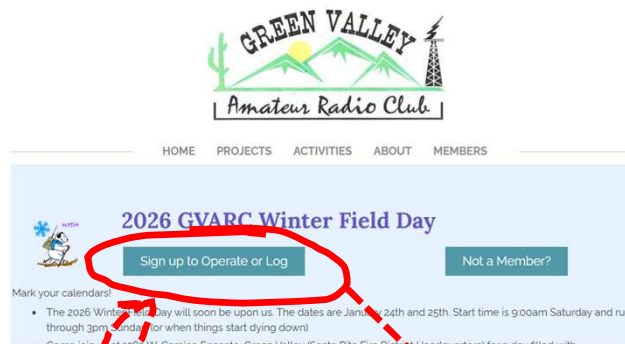 GREEN VALLEY
Amateur Radio Club
HOME PROJECTS ACTIVITIES ABOUT MEMBERS
2026 GVARC Winter Field Day
Sign up to Operate or Log
Not a Member?
Mark your calendars!
• The 2026 Winter Field Day will soon be upon us. The dates are January 24th and 25th. Start time is 9:00am Saturday and ru
through 3pm Sunday (or when things start dying down)